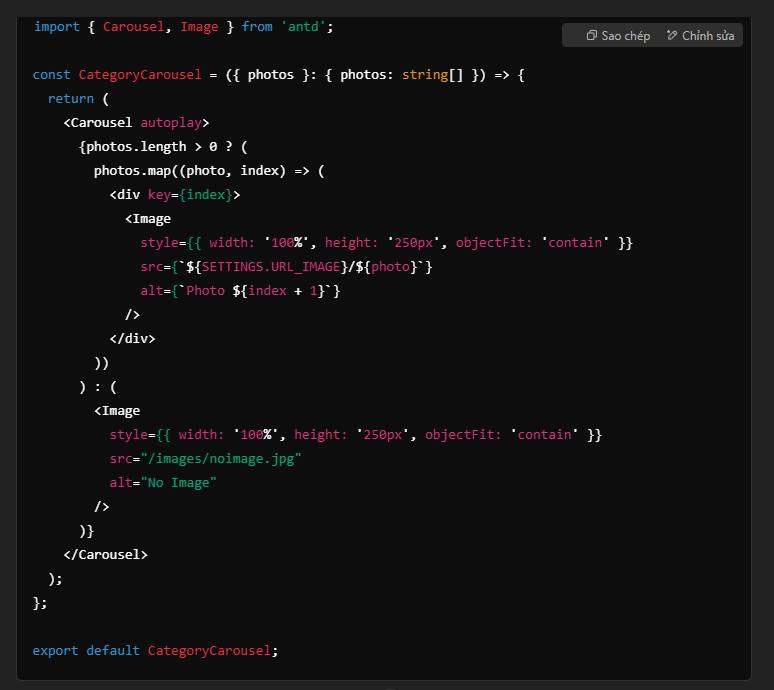 import { Carousel, Image } from 'antd';
Sao chép
Chỉnh sửa
const CategoryCarousel = ({ photos }: { photos: string[] }) => {
  return (
    <Carousel autoplay>
      {photos.length > 0 ? (
        photos.map((photo, index) => (
          <div key={index}>
            <Image
              style={{ width: '100%', height: '250px', objectFit: 'contain' }}
              src={`${SETTINGS.URL_IMAGE}/${photo}`}
              alt={`Photo ${index + 1}`}
            />
          </div>
        ))
      ) : (
        <Image
          style={{ width: '100%', height: '250px', objectFit: 'contain' }}
          src="/images/noimage.jpg"
          alt="No Image"
        />
      )}
    </Carousel>
  );
};
export default CategoryCarousel;